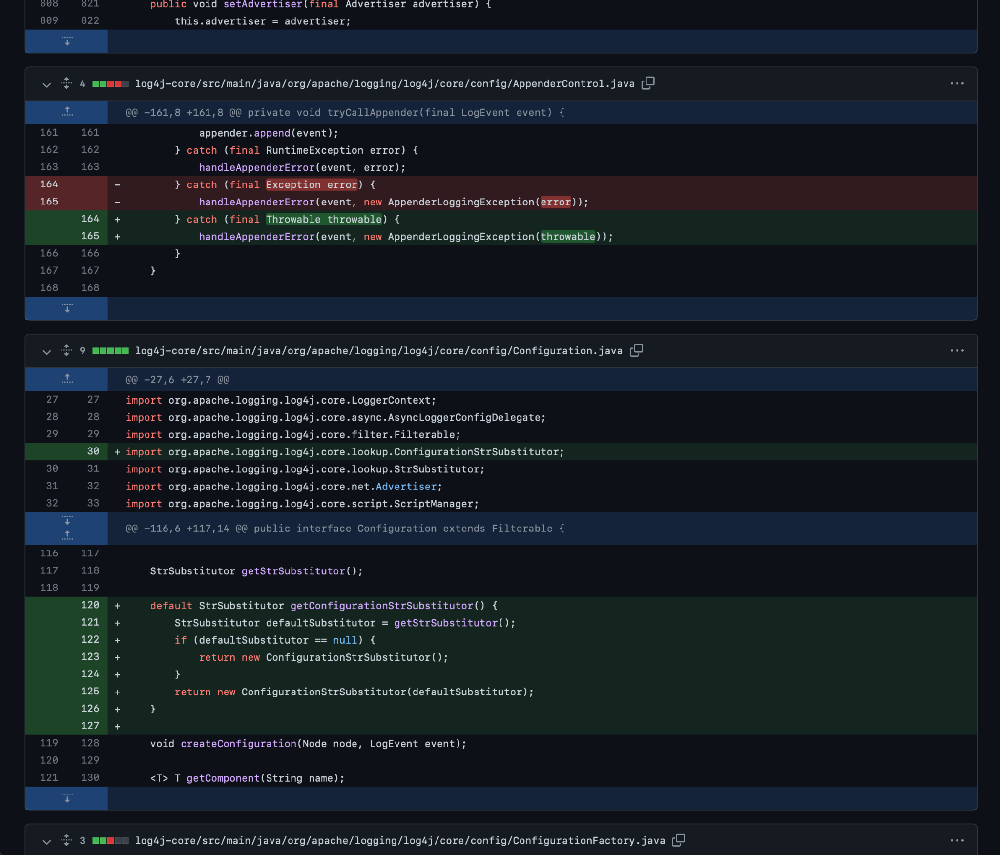 808 821 public void setAdvertiser(final Advertiser advertiser) {
809 822 this.advertiser = advertiser;
4 log4j-core/src/main/java/org/apache/logging/log4j/core/config/AppenderControl.java
@@ -161,8 +161,8 @@ private void tryCallAppender(final LogEvent event) {
161 161 appender.append(event);
162 162 } catch (final RuntimeException error) {
163 163 handleAppenderError(event, error);
164 - } catch (final Exception error) {
165 - handleAppenderError(event, new AppenderLoggingException(error));
164 + } catch (final Throwable throwable) {
165 + handleAppenderError(event, new AppenderLoggingException(throwable));
166 166 }
167 167 }
168 168
9 log4j-core/src/main/java/org/apache/logging/log4j/core/config/Configuration.java
@@ -27,6 +27,7 @@
27 27 import org.apache.logging.log4j.core.LoggerContext;
28 28 import org.apache.logging.log4j.core.async.AsyncLoggerConfigDelegate;
29 29 import org.apache.logging.log4j.core.filter.Filterable;
30 + import org.apache.logging.log4j.core.lookup.ConfigurationStrSubstitutor;
30 31 import org.apache.logging.log4j.core.lookup.StrSubstitutor;
31 32 import org.apache.logging.log4j.core.net.Advertiser;
32 33 import org.apache.logging.log4j.core.script.ScriptManager;
@@ -116,6 +117,14 @@ public interface Configuration extends Filterable {
116 117
117 118 StrSubstitutor getStrSubstitutor();
118 119
120 + default StrSubstitutor getConfigurationStrSubstitutor() {
121 + StrSubstitutor defaultSubstitutor = getStrSubstitutor();
122 + if (defaultSubstitutor == null) {
123 + return new ConfigurationStrSubstitutor();
124 + }
125 + return new ConfigurationStrSubstitutor(defaultSubstitutor);
126 + }
127 +
119 128 void createConfiguration(Node node, LogEvent event);
120 129
121 130 <T> T getComponent(String name);
3 log4j-core/src/main/java/org/apache/logging/log4j/core/config/ConfigurationFactory.java